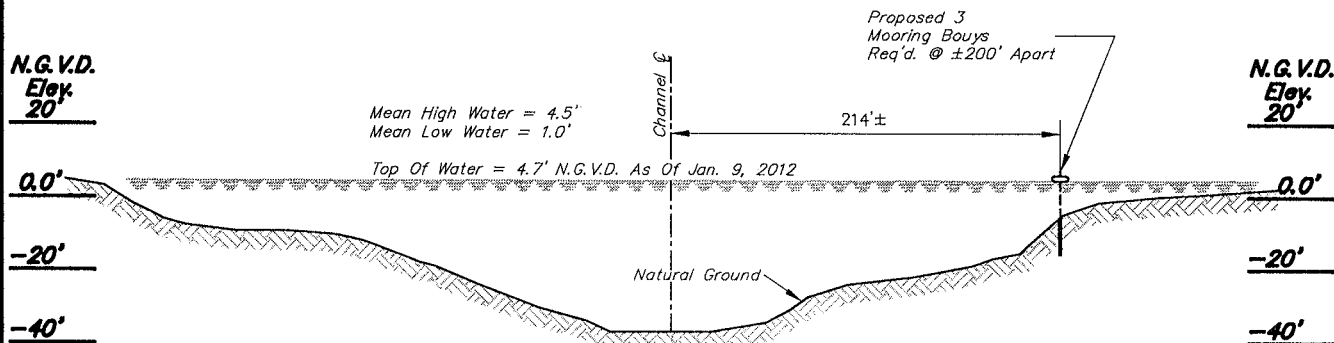 Proposed 3
Mooring Bouys
Req'd. @ ±200' Apart
N.G.V.D.
Elev.
20'
N.G.V.D.
Elev.
20'
Mean High Water = 4.5'
Mean Low Water = 1.0'
Channel ℄
214'±
Top Of Water = 4.7' N.G.V.D. As Of Jan. 9, 2012
0.0'
0.0'
-20'
Natural Ground
-20'
-40'
-40'